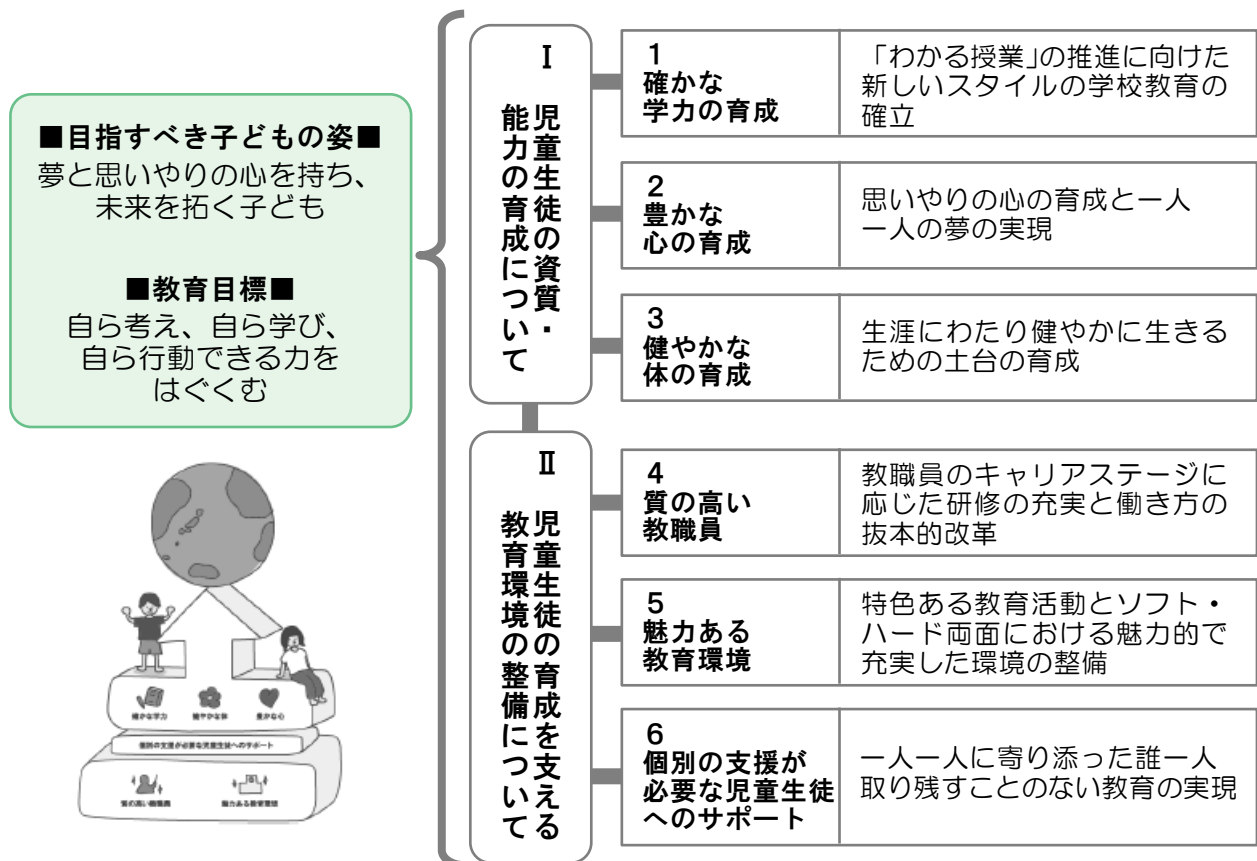 ■目指すべき子どもの姿■
夢と思いやりの心を持ち、
未来を拓く子ども
■教育目標■
自ら考え、自ら学び、
自ら行動できる力を
はぐくむ
確かな学力
健やかな体
豊かな心
個別の支援が必要な児童生徒へのサポート
質の高い教職員
魅力ある教育環境
Ⅰ
児童生徒の資質・
能力の育成について
1
確かな
学力の育成
「わかる授業」の推進に向けた
新しいスタイルの学校教育の
確立
2
豊かな
心の育成
思いやりの心の育成と一人
一人の夢の実現
3
健やかな
体の育成
生涯にわたり健やかに生きる
ための土台の育成
Ⅱ
児童生徒の育成を支える
教育環境の整備について
4
質の高い
教職員
教職員のキャリアステージに
応じた研修の充実と働き方の
抜本的改革
5
魅力ある
教育環境
特色ある教育活動とソフト・
ハード両面における魅力的で
充実した環境の整備
6
個別の支援が
必要な児童生徒
へのサポート
一人一人に寄り添った誰一人
取り残すことのない教育の実現